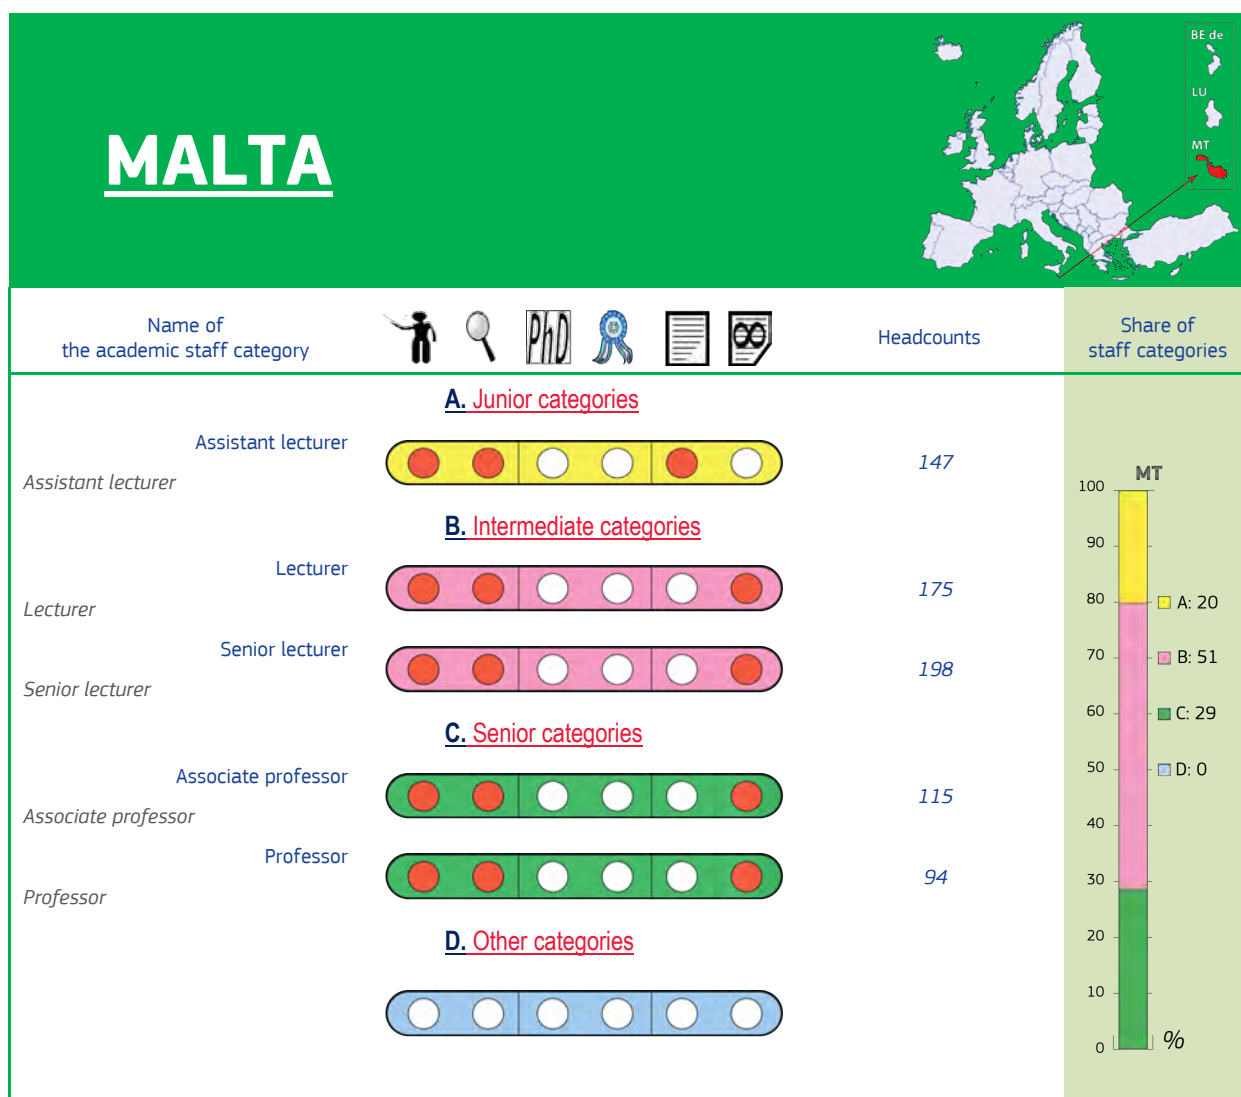 MALTA
BE de
LU
MT
Name of
the academic staff category
PhD
∞
Headcounts
Share of
staff categories
A. Junior categories
Assistant lecturer
Assistant lecturer
147
B. Intermediate categories
Lecturer
Lecturer
175
Senior lecturer
Senior lecturer
198
C. Senior categories
Associate professor
Associate professor
115
Professor
Professor
94
D. Other categories
MT
100
90
80
70
60
50
40
30
20
10
0
%
A: 20
B: 51
C: 29
D: 0